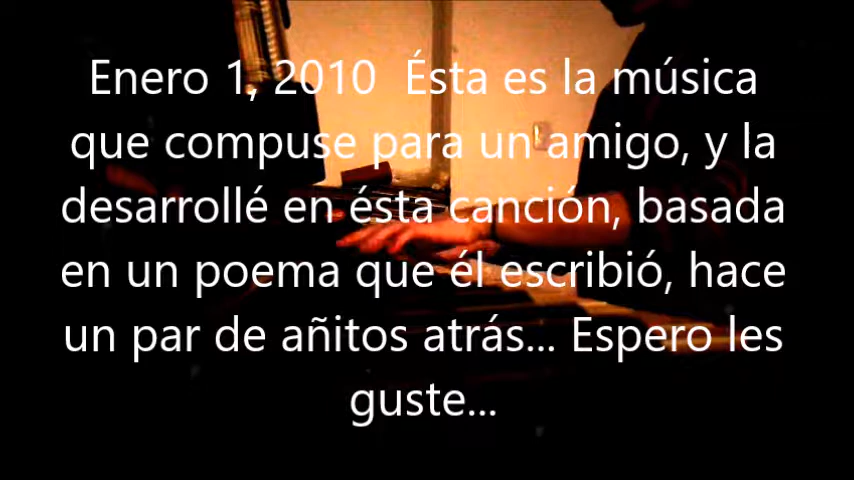 Enero 1, 2010  Ésta es la música
que compuse para un amigo, y la
desarrollé en ésta canción, basada
en un poema que él escribió, hace
un par de añitos atrás... Espero les
guste...